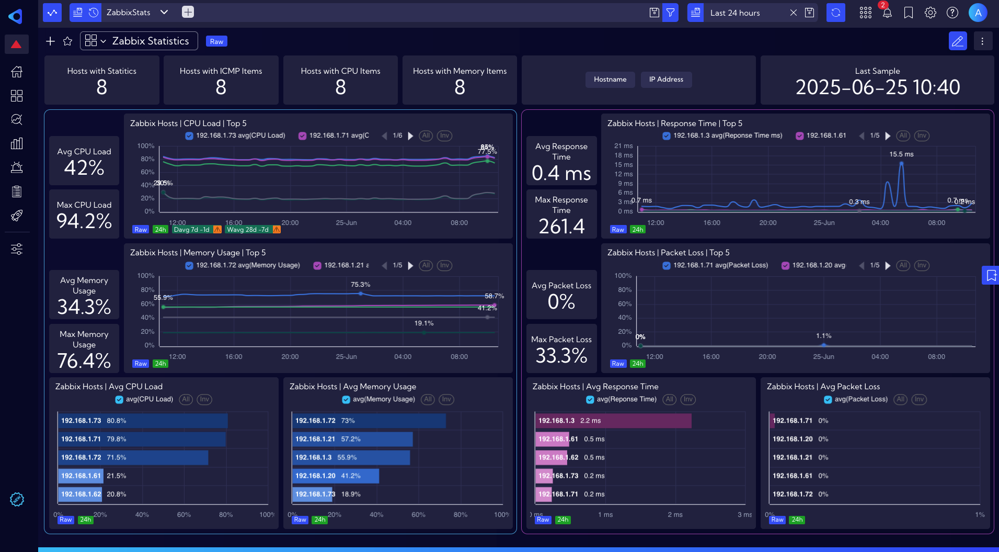 ZabbixStats
Last 24 hours
2
A
Zabbix Statistics
Raw
Hosts with Statitics
8
Hosts with ICMP Items
8
Hosts with CPU Items
8
Hosts with Memory Items
8
Hostname
IP Address
Last Sample
2025-06-25 10:40
Avg CPU Load
42%
Max CPU Load
94.2%
Zabbix Hosts | CPU Load | Top 5
192.168.1.73 avg(CPU Load)
192.168.1.71 avg(C
1/6
All
Inv
100%
80%
60%
40%
20%
0%
77.5%
12:00
16:00
20:00
25-Jun
04:00
08:00
Raw
24h
Davg 7d -1d
Wavg 28d -7d
Avg Memory
Usage
34.3%
Max Memory
Usage
76.4%
Zabbix Hosts | Memory Usage | Top 5
192.168.1.72 avg(Memory Usage)
192.168.1.21 a
1/5
All
Inv
100%
80%
60%
40%
20%
0%
55.9%
75.3%
58.7%
41.2%
19.1%
12:00
16:00
20:00
25-Jun
04:00
08:00
Raw
24h
Avg Response
Time
0.4 ms
Max Response
Time
261.4
Zabbix Hosts | Response Time | Top 5
192.168.1.3 avg(Reponse Time ms)
192.168.1.61
1/5
All
Inv
21 ms
18 ms
15 ms
12 ms
9 ms
6 ms
3 ms
0 ms
0.7 ms
15.5 ms
0.3 ms
0.7 ms
0.2 ms
12:00
16:00
20:00
25-Jun
04:00
08:00
Raw
24h
Avg Packet Loss
0%
Max Packet Loss
33.3%
Zabbix Hosts | Packet Loss | Top 5
192.168.1.71 avg(Packet Loss)
192.168.1.20 avg
1/5
All
Inv
100%
80%
60%
40%
20%
0%
0%
1.1%
12:00
16:00
20:00
25-Jun
04:00
08:00
Raw
24h
Zabbix Hosts | Avg CPU Load
avg(CPU Load)
All
Inv
192.168.1.73 80.8%
192.168.1.71 79.8%
192.168.1.72 71.5%
192.168.1.61 21.5%
192.168.1.62 20.8%
0%
20%
40%
60%
80%
100%
Raw
24h
Zabbix Hosts | Avg Memory Usage
avg(Memory Usage)
All
Inv
192.168.1.72 73%
192.168.1.21 57.2%
192.168.1.3 55.9%
192.168.1.20 41.2%
192.168.1.73 18.9%
0%
20%
40%
60%
80%
100%
Raw
24h
Zabbix Hosts | Avg Response Time
avg(Reponse Time)
All
Inv
192.168.1.3 2.2 ms
192.168.1.61 0.5 ms
192.168.1.62 0.5 ms
192.168.1.73 0.2 ms
192.168.1.71 0.2 ms
0 ms
1 ms
2 ms
3 ms
Raw
24h
Zabbix Hosts | Avg Packet Loss
avg(Packet Loss)
All
Inv
192.168.1.71 0%
192.168.1.20 0%
192.168.1.21 0%
192.168.1.61 0%
192.168.1.72 0%
0%
1%
Raw
24h
NEW